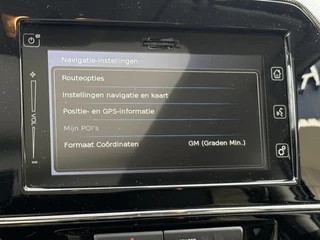 Navigatie-instellingen
Routeopties
Instellingen navigatie en kaart
Positie- en GPS-informatie
Mijn POI's
Formaat Coördinaten GM (Graden Min.)
VOL